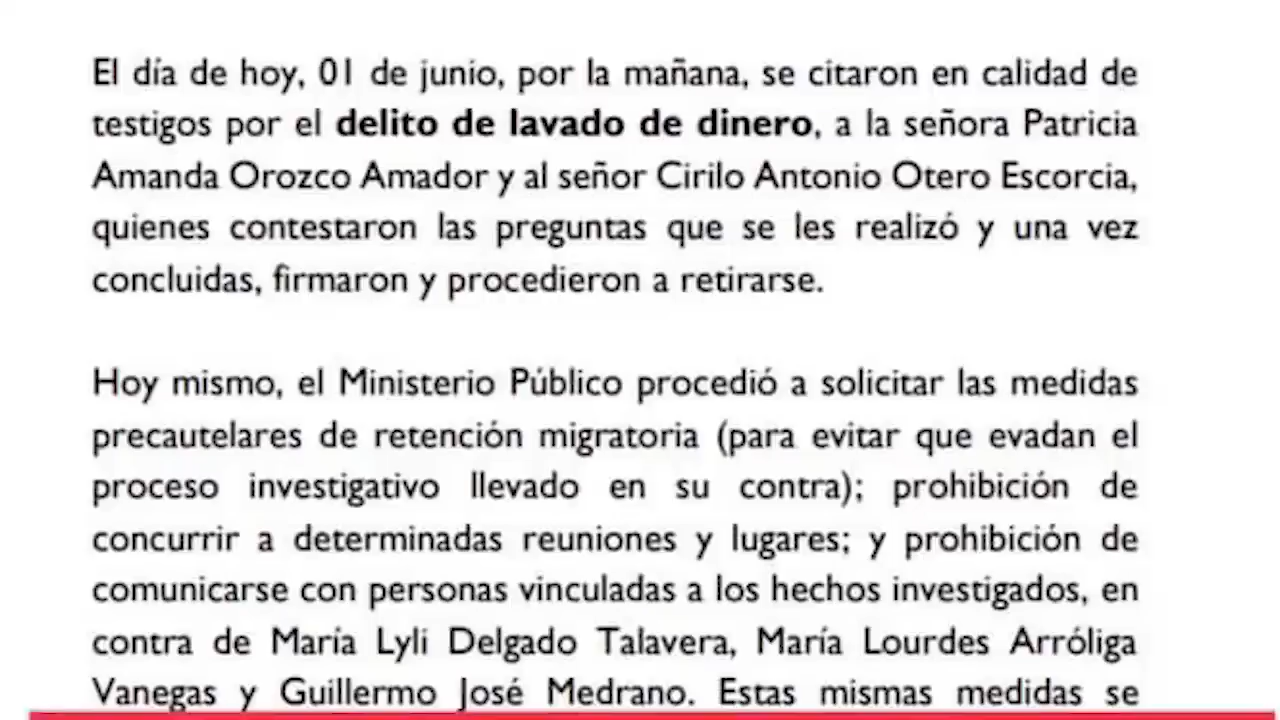 El día de hoy, 01 de junio, por la mañana, se citaron en calidad de
testigos por el delito de lavado de dinero, a la señora Patricia
Amanda Orozco Amador y al señor Cirilo Antonio Otero Escorcia,
quienes contestaron las preguntas que se les realizó y una vez
concluidas, firmaron y procedieron a retirarse.
Hoy mismo, el Ministerio Público procedió a solicitar las medidas
precautelares de retención migratoria (para evitar que evadan el
proceso investigativo llevado en su contra); prohibición de
concurrir a determinadas reuniones y lugares; y prohibición de
comunicarse con personas vinculadas a los hechos investigados, en
contra de María Lyli Delgado Talavera, María Lourdes Arróliga
Vanegas y Guillermo José Medrano. Estas mismas medidas se